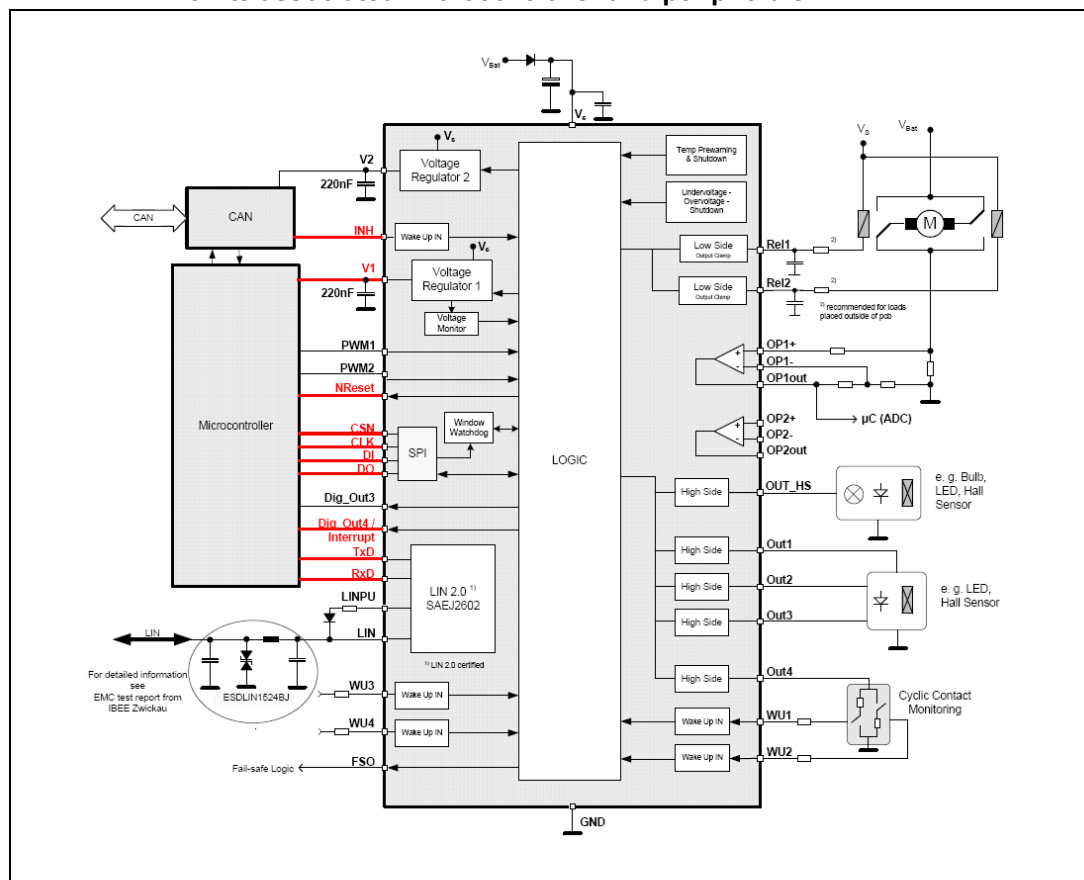 V_Bat
V_s
V_s
V2
Voltage
Regulator 2
220nF
CAN
CAN
INH
Wake Up IN
V_s
V1
Voltage
Regulator 1
220nF
Voltage
Monitor
PWM1
PWM2
NReset
Microcontroller
CSN
CLK
DI
DO
SPI
Window
Watchdog
Dig_Out3
Dig_Out4 /
Interrupt
TxD
RxD
LINPU
LIN
LIN
LIN 2.0 1)
SAEJ2602
1) LIN 2.0 certified
For detailed information
see
EMC test report from
IBEE Zwickau
ESDLIN1524BJ
WU3
Wake Up IN
WU4
Wake Up IN
Fail-safe Logic
FSO
LOGIC
GND
Temp Prewarning
& Shutdown
Undervoltage -
Overvoltage -
Shutdown
Low Side
Output Clamp
Rel1
2)
Low Side
Output Clamp
Rel2
2)
2) recommended for loads
placed outside of pcb
V_S
V_Bat
M
OP1+
OP1-
OP1out
µC (ADC)
OP2+
OP2-
OP2out
High Side
OUT_HS
e. g. Bulb,
LED, Hall
Sensor
High Side
Out1
High Side
Out2
High Side
Out3
e. g. LED,
Hall Sensor
High Side
Out4
Cyclic Contact
Monitoring
Wake Up IN
WU1
Wake Up IN
WU2